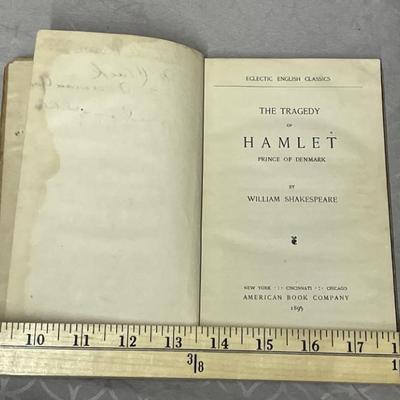 ECLECTIC ENGLISH CLASSICS
THE TRAGEDY
OF
HAMLET
PRINCE OF DENMARK
BY
WILLIAM SHAKESPEARE
NEW YORK ·:· CINCINNATI ·:· CHICAGO
AMERICAN BOOK COMPANY
1895
10 11 12 13 14 15 16 17
3/8